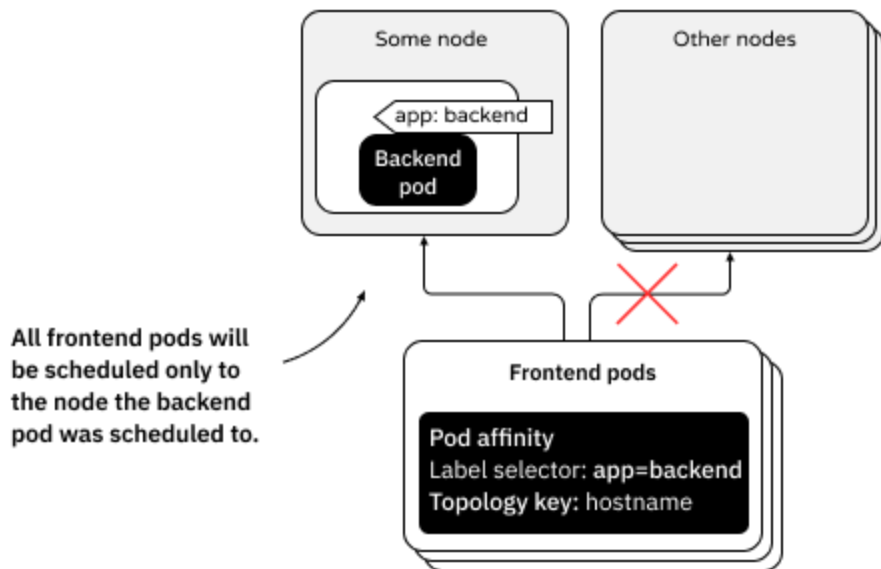 Some node
Other nodes
app: backend
Backend
pod
All frontend pods will
be scheduled only to
the node the backend
pod was scheduled to.
Frontend pods
Pod affinity
Label selector: app=backend
Topology key: hostname